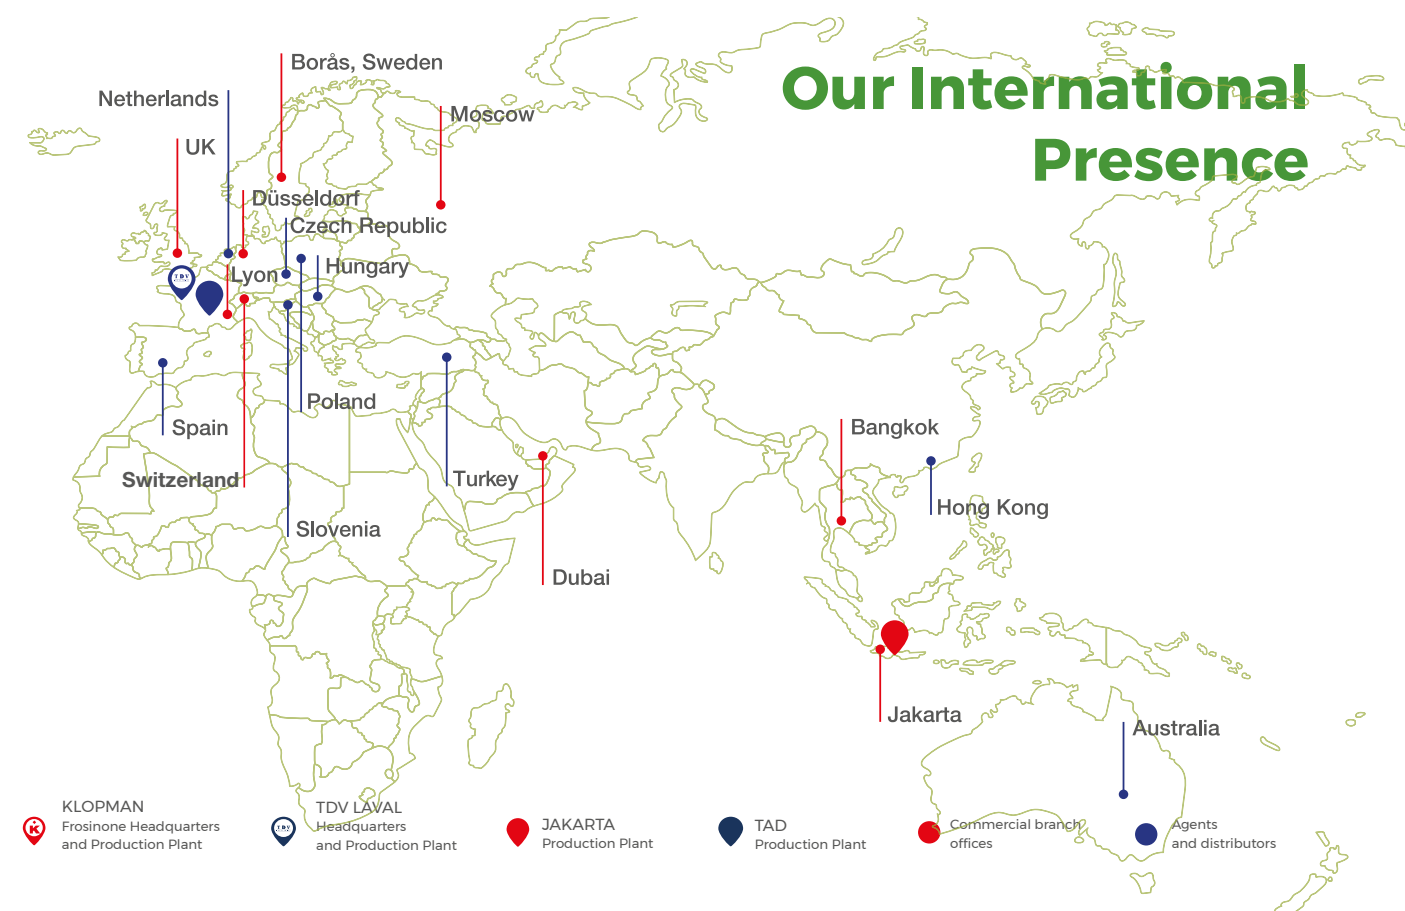 Our International
Presence
Borås, Sweden
Netherlands
Moscow
UK
Düsseldorf
Czech Republic
Hungary
Lyon
TDV
Poland
Spain
Switzerland
Turkey
Slovenia
Dubai
Bangkok
Hong Kong
Jakarta
Australia
KLOPMAN
Frosinone Headquarters
and Production Plant
TDV
TDV LAVAL
Headquarters
and Production Plant
JAKARTA
Production Plant
TAD
Production Plant
Commercial branch
offices
Agents
and distributors